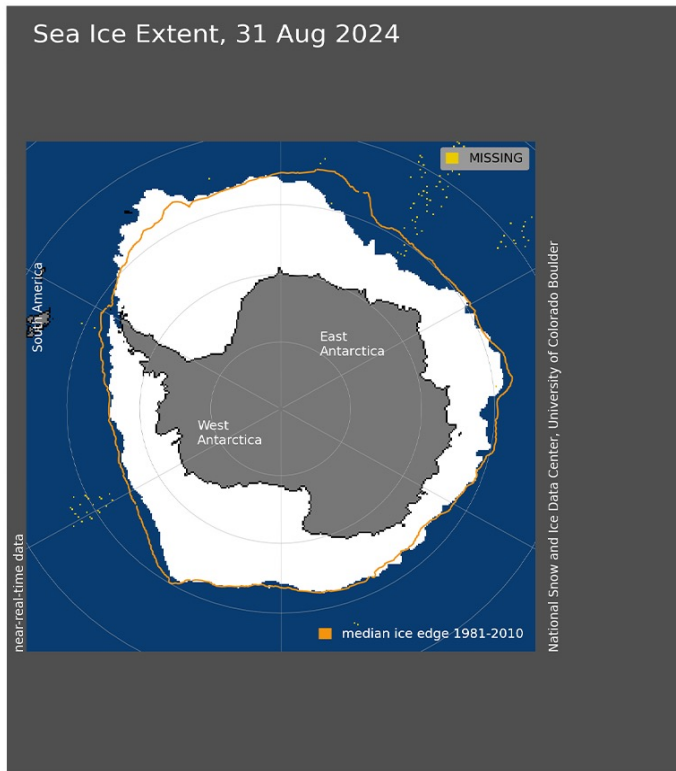 Sea Ice Extent, 31 Aug 2024
MISSING
South America
East
Antarctica
West
Antarctica
near-real-time data
median ice edge 1981-2010
National Snow and Ice Data Center, University of Colorado Boulder